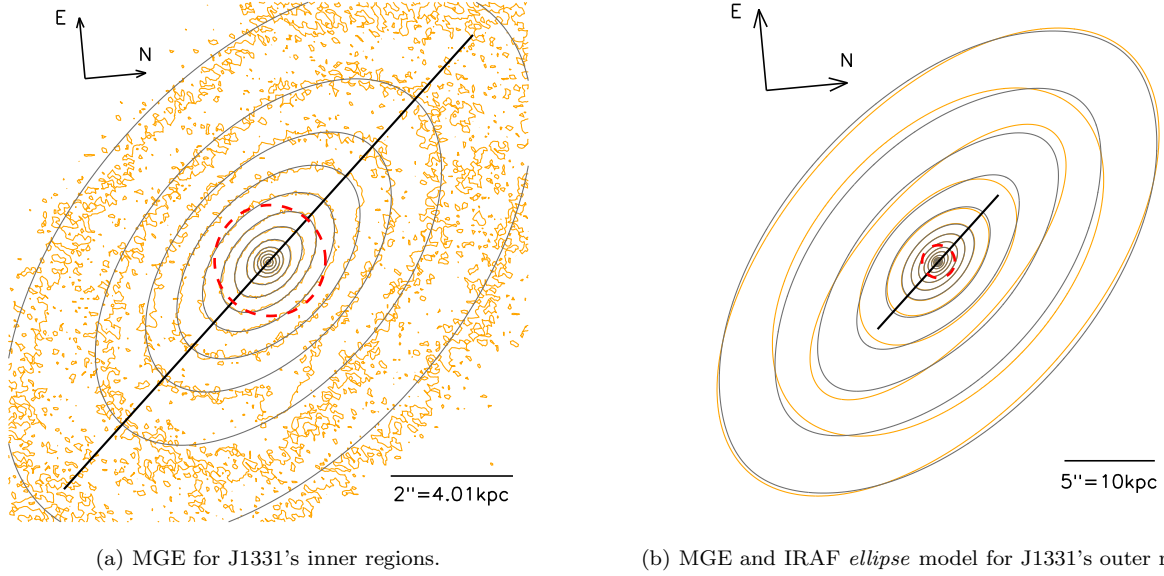 E
N
2"=4.01kpc
E
N
5"=10kpc
(a) MGE for J1331's inner regions.
(b) MGE and IRAF ellipse model for J1331's outer r